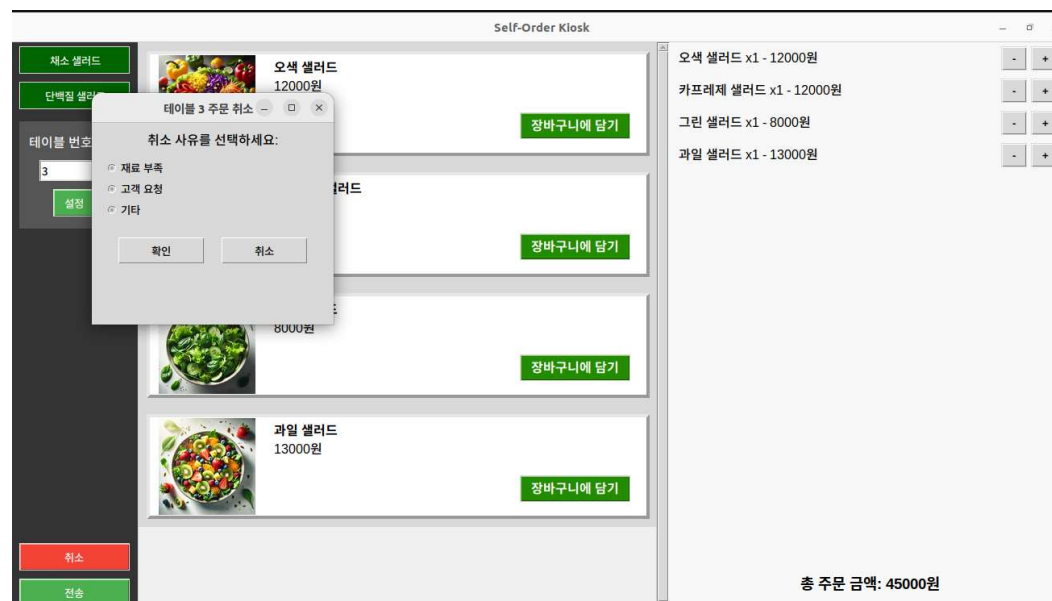 Self-Order Kiosk
채소 샐러드
단백질 샐러
테이블 번호
3
설정
취소
전송
테이블 3 주문 취소
취소 사유를 선택하세요:
재료 부족
고객 요청
기타
확인
취소
오색 샐러드
12000원
장바구니에 담기
러드
장바구니에 담기
8000원
장바구니에 담기
과일 샐러드
13000원
장바구니에 담기
오색 샐러드 x1 - 12000원
- +
카프레제 샐러드 x1 - 12000원
- +
그린 샐러드 x1 - 8000원
- +
과일 샐러드 x1 - 13000원
- +
총 주문 금액: 45000원